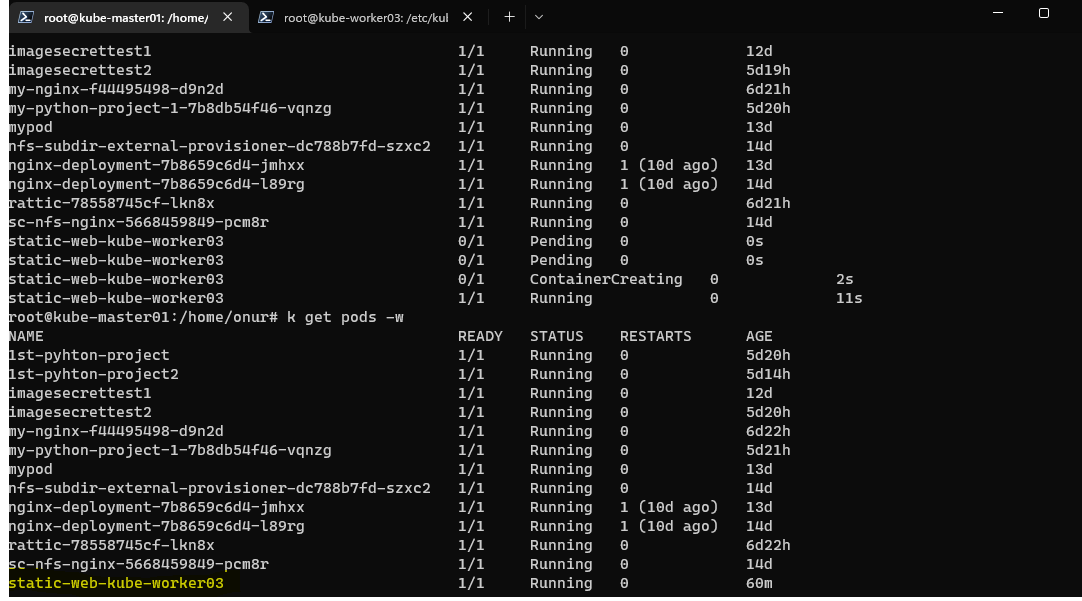 root@kube-master01: /home/
root@kube-worker03: /etc/kul
imagesecrettest1 1/1 Running 0 12d
imagesecrettest2 1/1 Running 0 5d19h
my-nginx-f44495498-d9n2d 1/1 Running 0 6d21h
my-python-project-1-7b8db54f46-vqnzg 1/1 Running 0 5d20h
mypod 1/1 Running 0 13d
nfs-subdir-external-provisioner-dc788b7fd-szxc2 1/1 Running 0 14d
nginx-deployment-7b8659c6d4-jmhxx 1/1 Running 1 (10d ago) 13d
nginx-deployment-7b8659c6d4-l89rg 1/1 Running 1 (10d ago) 14d
rattic-78558745cf-lkn8x 1/1 Running 0 6d21h
sc-nfs-nginx-5668459849-pcm8r 1/1 Running 0 14d
static-web-kube-worker03 0/1 Pending 0 0s
static-web-kube-worker03 0/1 Pending 0 0s
static-web-kube-worker03 0/1 ContainerCreating 0 2s
static-web-kube-worker03 1/1 Running 0 11s
root@kube-master01:/home/onur# k get pods -w
NAME READY STATUS RESTARTS AGE
1st-pyhton-project 1/1 Running 0 5d20h
1st-pyhton-project2 1/1 Running 0 5d14h
imagesecrettest1 1/1 Running 0 12d
imagesecrettest2 1/1 Running 0 5d20h
my-nginx-f44495498-d9n2d 1/1 Running 0 6d22h
my-python-project-1-7b8db54f46-vqnzg 1/1 Running 0 5d21h
mypod 1/1 Running 0 13d
nfs-subdir-external-provisioner-dc788b7fd-szxc2 1/1 Running 0 14d
nginx-deployment-7b8659c6d4-jmhxx 1/1 Running 1 (10d ago) 13d
nginx-deployment-7b8659c6d4-l89rg 1/1 Running 1 (10d ago) 14d
rattic-78558745cf-lkn8x 1/1 Running 0 6d22h
sc-nfs-nginx-5668459849-pcm8r 1/1 Running 0 14d
static-web-kube-worker03 1/1 Running 0 60m